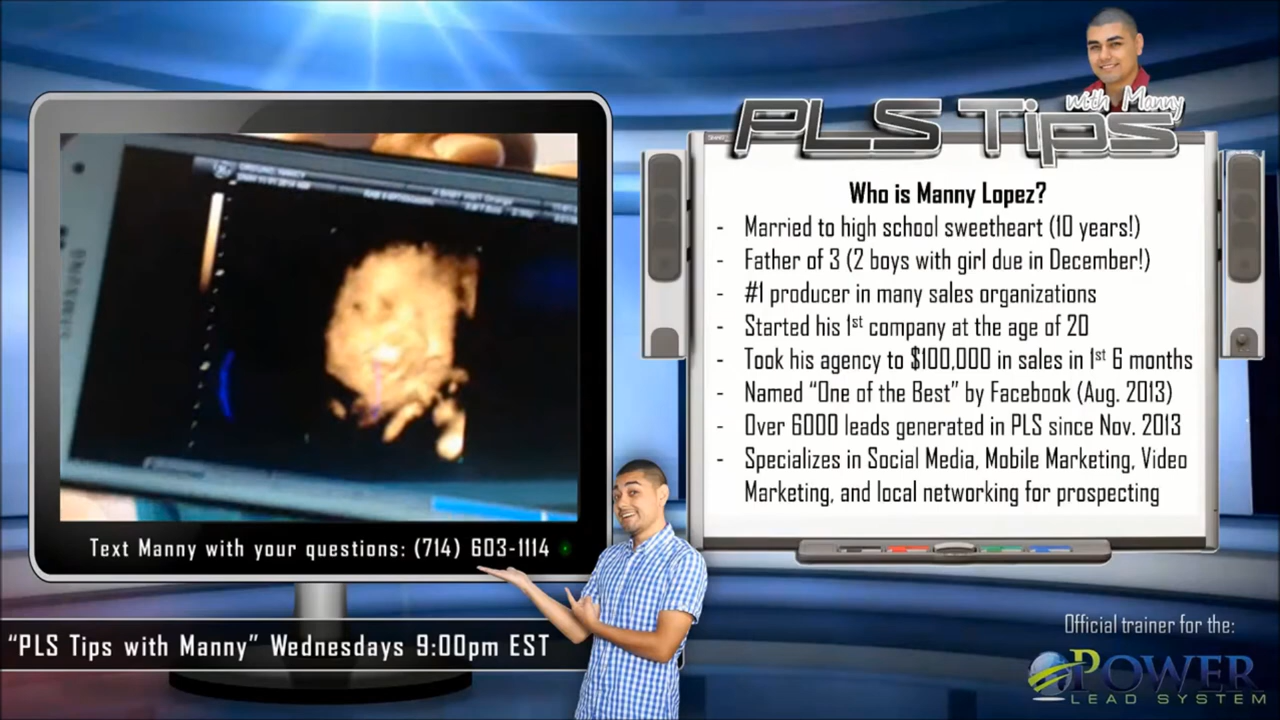 with Manny
PLS Tips
Who is Manny Lopez?
- Married to high school sweetheart (10 years!)
- Father of 3 (2 boys with girl due in December!)
- #1 producer in many sales organizations
- Started his 1st company at the age of 20
- Took his agency to $100,000 in sales in 1st 6 months
- Named “One of the Best” by Facebook (Aug. 2013)
- Over 6000 leads generated in PLS since Nov. 2013
- Specializes in Social Media, Mobile Marketing, Video
Marketing, and local networking for prospecting
SAMSUNG
Text Manny with your questions: (714) 603-1114
“PLS Tips with Manny” Wednesdays 9:00pm EST
Official trainer for the:
POWER
LEAD SYSTEM